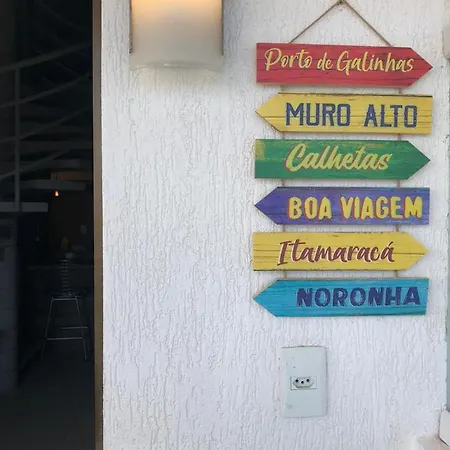 Porto de Galinhas
MURO ALTO
Calhetas
BOA VIAGEM
Itamaracá
NORONHA